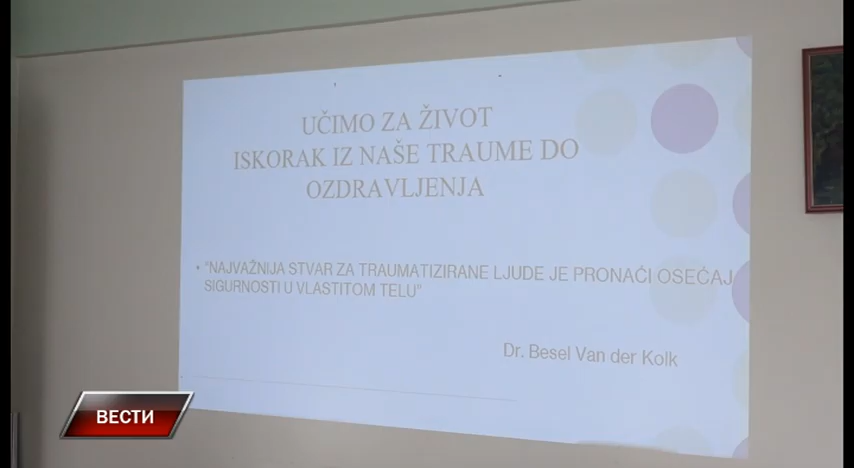 UČIMO ZA ŽIVOT
ISKORAK IZ NAŠE TRAUME DO
OZDRAVLJENJA
• "NAJVAŽNIJA STVAR ZA TRAUMATIZIRANE LJUDE JE PRONAĆI OSEĆAJ
SIGURNOSTI U VLASTITOM TELU"
Dr. Besel Van der Kolk
ВЕСТИ